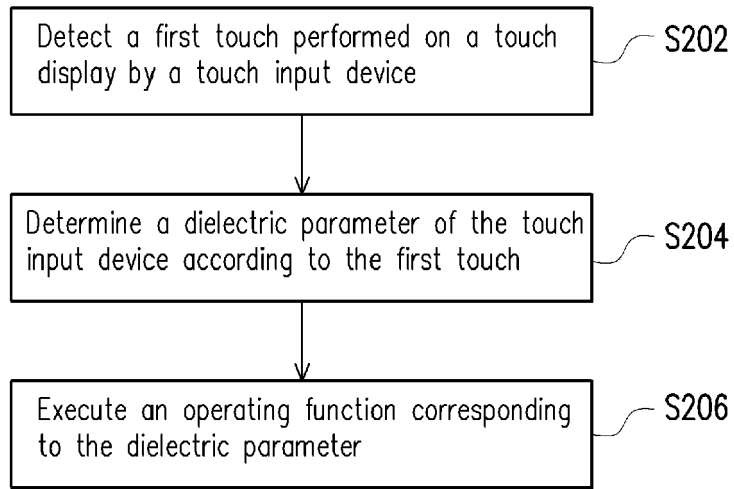 Detect a first touch performed on a touch
display by a touch input device
S202
Determine a dielectric parameter of the touch
input device according to the first touch.
S204
Execute an operating function corresponding
to the dielectric parameter
S206